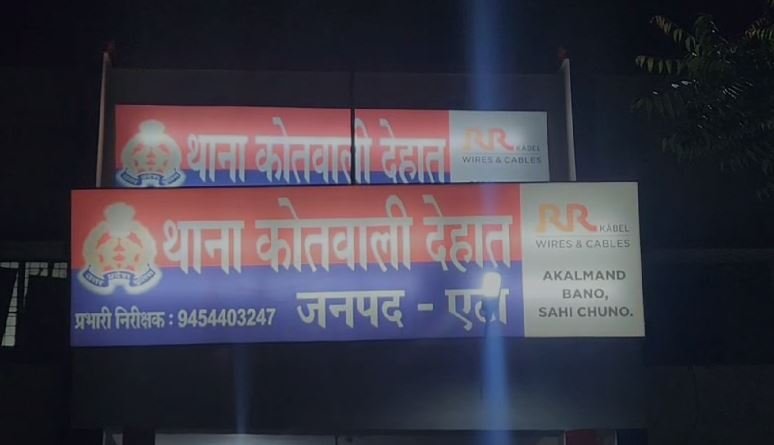 थाना कोतवाली देहात
RR KABEL
WIRES & CABLES
थाना कोतवाली देहात
जनपद - एटा
प्रभारी निरीक्षक : 9454403247
RR KABEL
WIRES & CABLES
AKALMAND
BANO,
SAHI CHUNO.